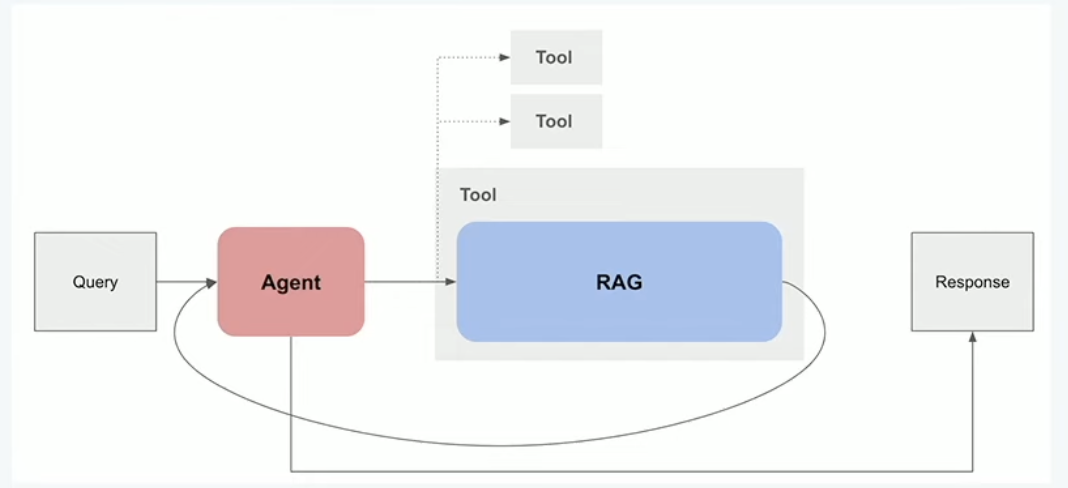 Tool
Tool
Tool
Query
Agent
RAG
Response